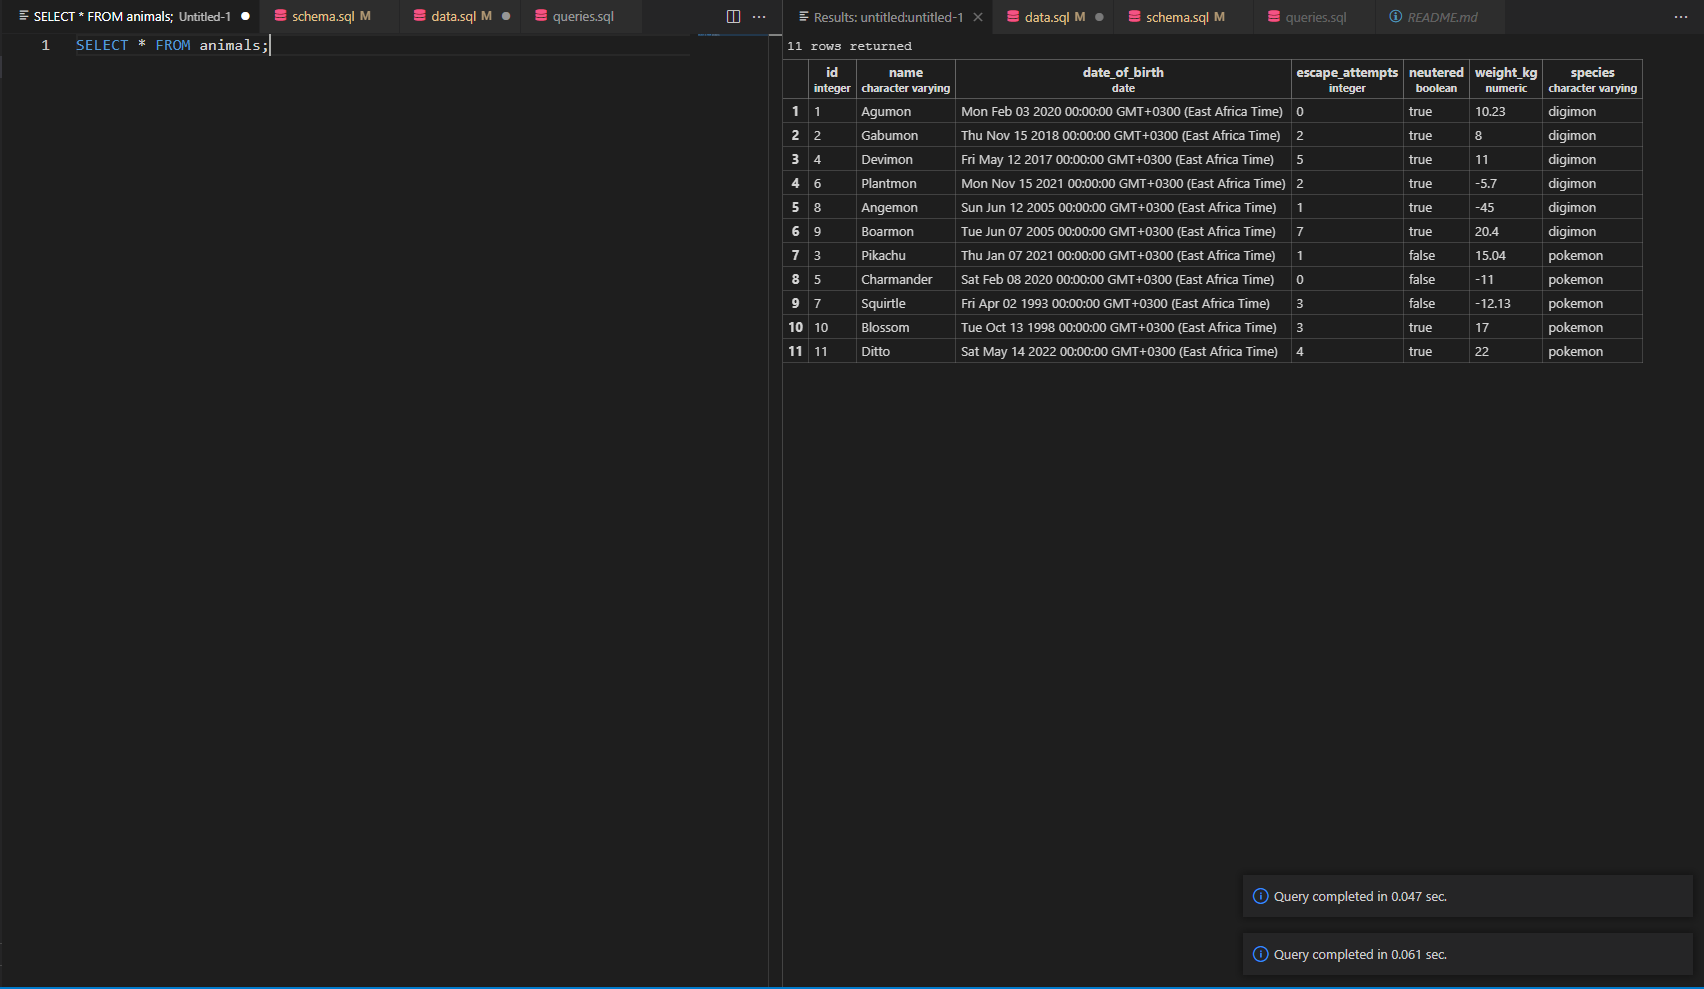 SELECT * FROM animals; Untitled-1 schema.sql M data.sql M queries.sql
1 SELECT * FROM animals;
Results: untitled:untitled-1 data.sql M schema.sql M queries.sql README.md
11 rows returned
id name date_of_birth escape_attempts neutered weight_kg species
integer character varying date integer boolean numeric character varying
1 1 Agumon Mon Feb 03 2020 00:00:00 GMT+0300 (East Africa Time) 0 true 10.23 digimon
2 2 Gabumon Thu Nov 15 2018 00:00:00 GMT+0300 (East Africa Time) 2 true 8 digimon
3 4 Devimon Fri May 12 2017 00:00:00 GMT+0300 (East Africa Time) 5 true 11 digimon
4 6 Plantmon Mon Nov 15 2021 00:00:00 GMT+0300 (East Africa Time) 2 true -5.7 digimon
5 8 Angemon Sun Jun 12 2005 00:00:00 GMT+0300 (East Africa Time) 1 true -45 digimon
6 9 Boarmon Tue Jun 07 2005 00:00:00 GMT+0300 (East Africa Time) 7 true 20.4 digimon
7 3 Pikachu Thu Jan 07 2021 00:00:00 GMT+0300 (East Africa Time) 1 false 15.04 pokemon
8 5 Charmander Sat Feb 08 2020 00:00:00 GMT+0300 (East Africa Time) 0 false -11 pokemon
9 7 Squirtle Fri Apr 02 1993 00:00:00 GMT+0300 (East Africa Time) 3 false -12.13 pokemon
10 10 Blossom Tue Oct 13 1998 00:00:00 GMT+0300 (East Africa Time) 3 true 17 pokemon
11 11 Ditto Sat May 14 2022 00:00:00 GMT+0300 (East Africa Time) 4 true 22 pokemon
Query completed in 0.047 sec.
Query completed in 0.061 sec.